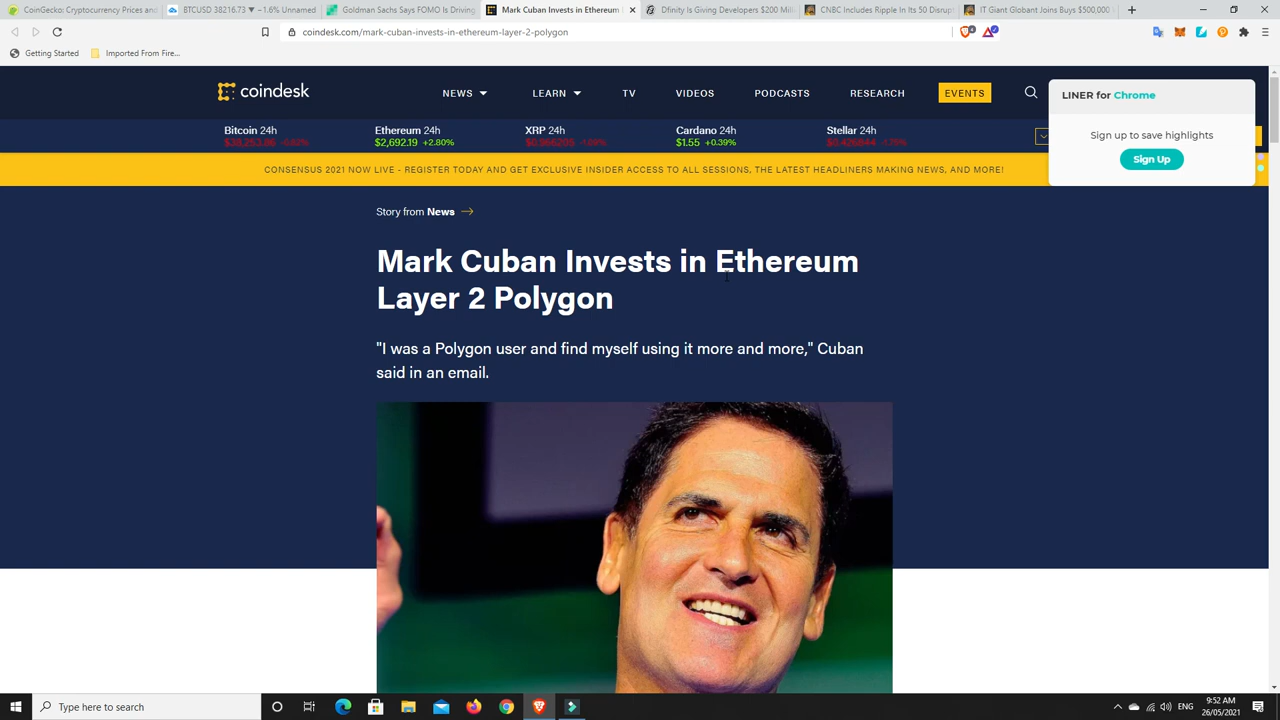 CoinGecko: Cryptocurrency Prices and
BTCUSD 38216.73 ▼ −1.6% Unnamed
Goldman Sachs Says FOMO Is Driving
Mark Cuban Invests in Ethereum
Dfinity Is Giving Developers $200 Mil
CNBC Includes Ripple In Its 50 Disrupt
IT Giant Globant Joins Buys $500,000
coindesk.com/mark-cuban-invests-in-ethereum-layer-2-polygon
Getting Started
Imported From Fire...
coindesk
NEWS
LEARN
TV
VIDEOS
PODCASTS
RESEARCH
EVENTS
LINER for Chrome
Sign up to save highlights
Sign Up
Bitcoin 24h
Ethereum 24h
$2,692.19 +2.80%
XRP 24h
Cardano 24h
$1.55 +0.39%
Stellar 24h
CONSENSUS 2021 NOW LIVE - REGISTER TODAY AND GET EXCLUSIVE INSIDER ACCESS TO ALL SESSIONS, THE LATEST HEADLINERS MAKING NEWS, AND MORE!
Story from News
Mark Cuban Invests in Ethereum
Layer 2 Polygon
"I was a Polygon user and find myself using it more and more," Cuban
said in an email.
Type here to search
ENG
9:52 AM
26/05/2021